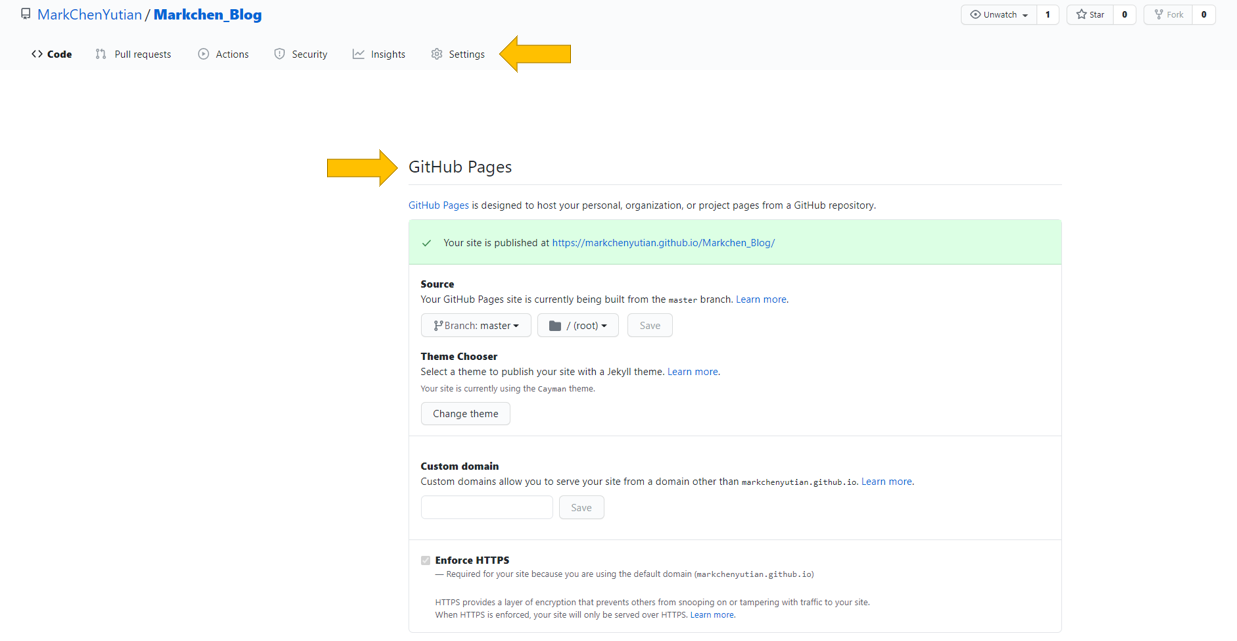 MarkChenYutian / Markchen_Blog
Unwatch 1 Star 0 Fork 0
Code Pull requests Actions Security Insights Settings
GitHub Pages
GitHub Pages is designed to host your personal, organization, or project pages from a GitHub repository.
Your site is published at https://markchenyutian.github.io/Markchen_Blog/
Source
Your GitHub Pages site is currently being built from the master branch. Learn more.
Branch: master / (root) Save
Theme Chooser
Select a theme to publish your site with a Jekyll theme. Learn more.
Your site is currently using the Cayman theme.
Change theme
Custom domain
Custom domains allow you to serve your site from a domain other than markchenyutian.github.io. Learn more.
Save
Enforce HTTPS
— Required for your site because you are using the default domain (markchenyutian.github.io)
HTTPS provides a layer of encryption that prevents others from snooping on or tampering with traffic to your site.
When HTTPS is enforced, your site will only be served over HTTPS. Learn more.